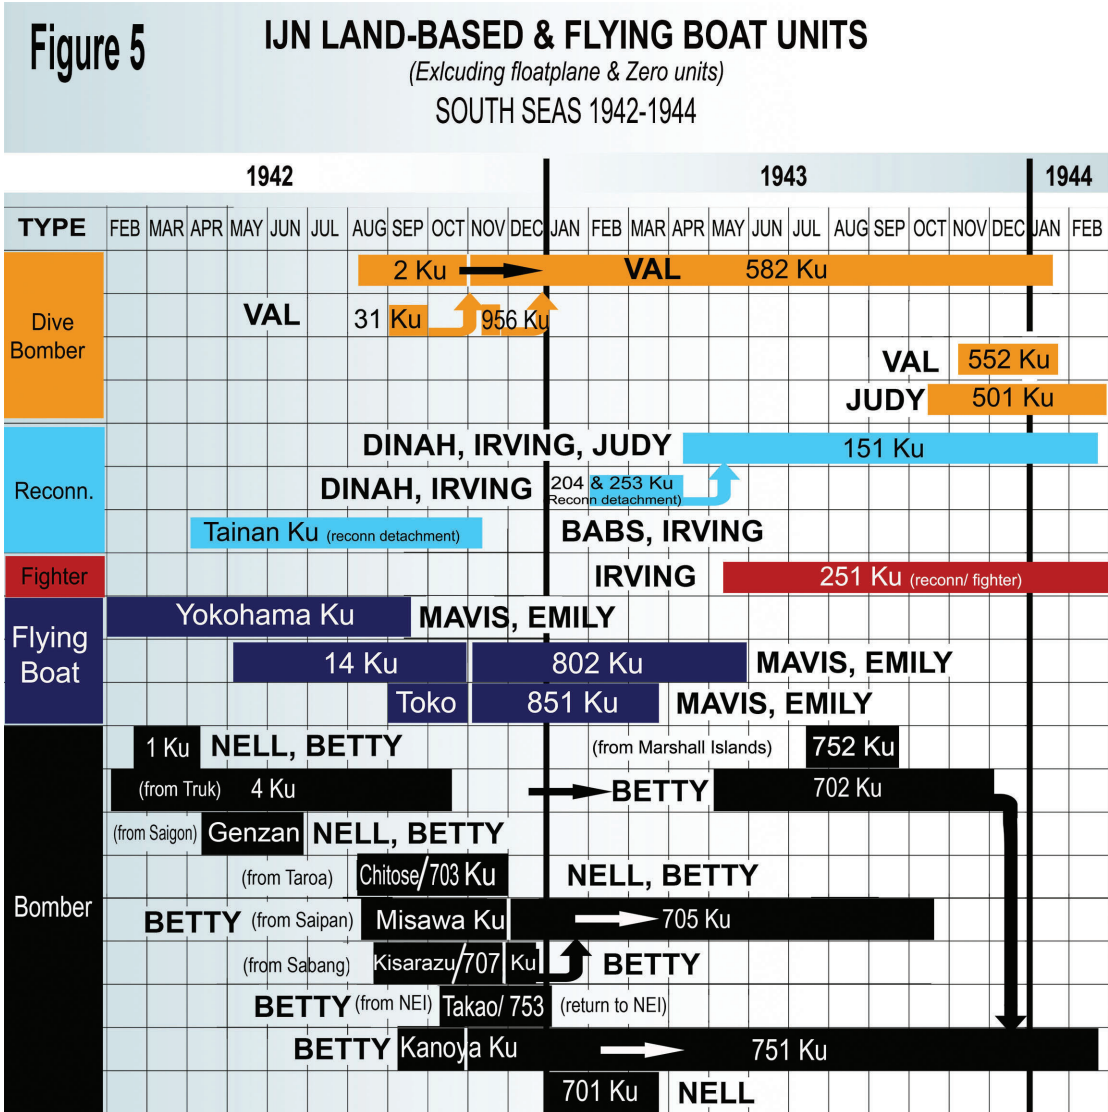 Figure 5
IJN LAND-BASED & FLYING BOAT UNITS
(Exlcuding floatplane & Zero units)
SOUTH SEAS 1942-1944
1942 1943 1944
TYPE FEB MAR APR MAY JUN JUL AUG SEP OCT NOV DEC JAN FEB MAR APR MAY JUN JUL AUG SEP OCT NOV DEC JAN FEB
Dive
Bomber
2 Ku VAL 582 Ku
VAL 31 Ku 956 Ku
VAL 552 Ku
JUDY 501 Ku
Reconn.
DINAH, IRVING, JUDY 151 Ku
DINAH, IRVING 204 & 253 Ku
(Reconn detachment)
Tainan Ku (reconn detachment) BABS, IRVING
Fighter
IRVING 251 Ku (reconn/ fighter)
Flying
Boat
Yokohama Ku MAVIS, EMILY
14 Ku 802 Ku MAVIS, EMILY
Toko 851 Ku MAVIS, EMILY
Bomber
1 Ku NELL, BETTY (from Marshall Islands) 752 Ku
(from Truk) 4 Ku BETTY 702 Ku
(from Saigon) Genzan NELL, BETTY
(from Taroa) Chitose/703 Ku NELL, BETTY
BETTY (from Saipan) Misawa Ku 705 Ku
(from Sabang) Kisarazu/707 Ku BETTY
BETTY (from NEI) Takao/ 753 (return to NEI)
BETTY Kanoya Ku 751 Ku
701 Ku NELL